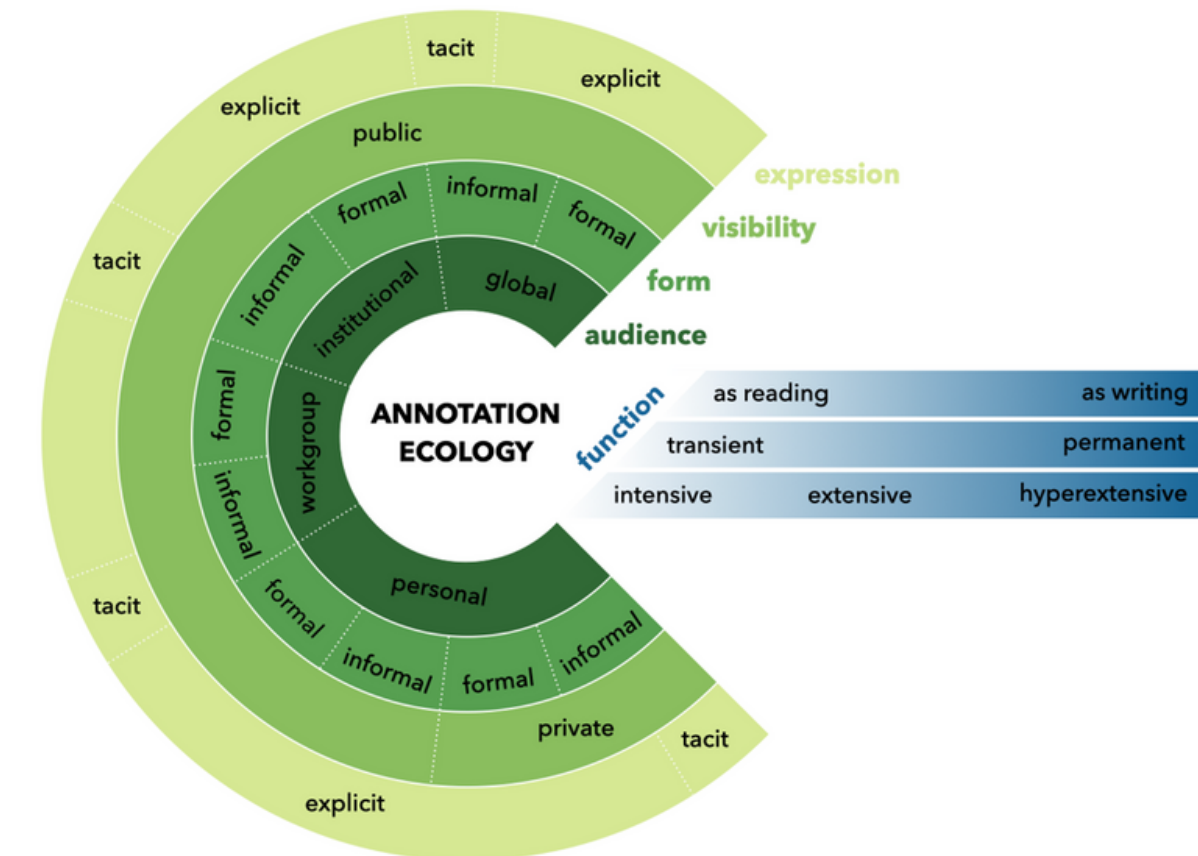 tacit
explicit
explicit
public
expression
informal
formal
formal
visibility
informal
tacit
global
institutional
form
audience
ANNOTATION
ECOLOGY
function
as reading
as writing
transient
permanent
intensive
extensive
hyperextensive
formal
workgroup
informal
personal
tacit
formal
informal
formal
informal
private
tacit
explicit